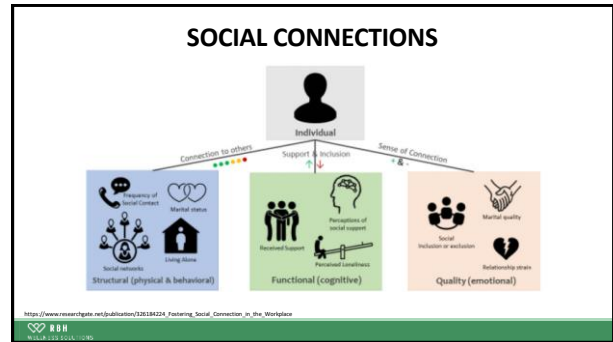 SOCIAL CONNECTIONS
Individual
Connection to others
Support & Inclusion
Sense of Connection
+ & -
Frequency of
Social Contact
Marital status
Social networks
Living Alone
Structural (physical & behavioral)
Received Support
Perceptions of
social support
Perceived Loneliness
Functional (cognitive)
Social
Inclusion or exclusion
Marital quality
Relationship strain
Quality (emotional)
https://www.researchgate.net/publication/326184224_Fostering_Social_Connection_in_the_Workplace
RBH
WELLNESS SOLUTIONS